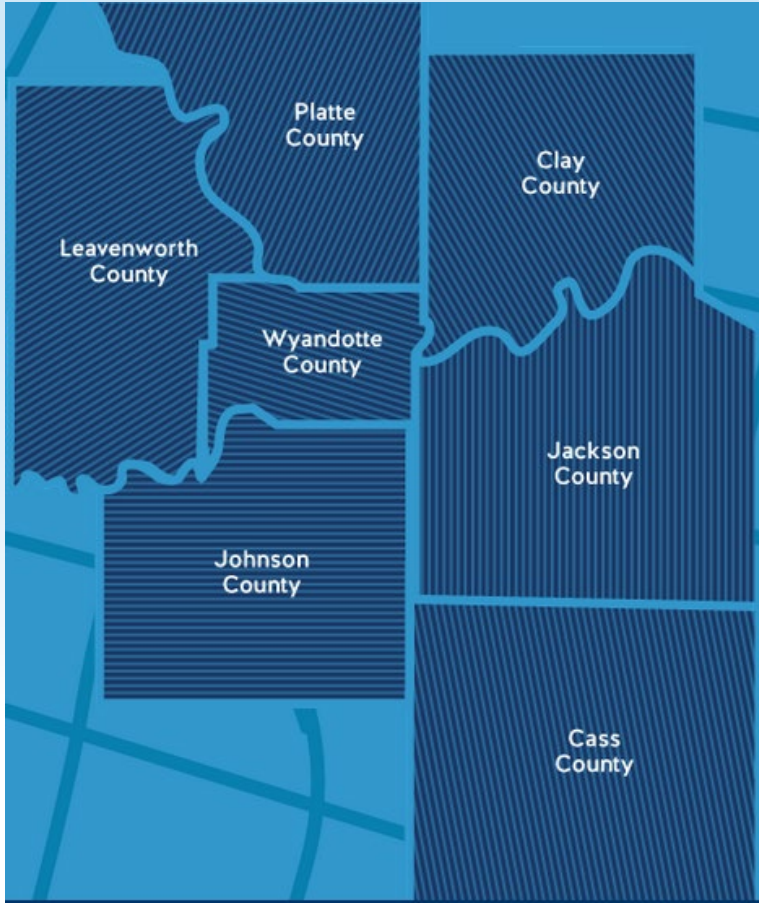 Platte
County
Clay
County
Leavenworth
County
Wyandotte
County
Jackson
County
Johnson
County
Cass
County